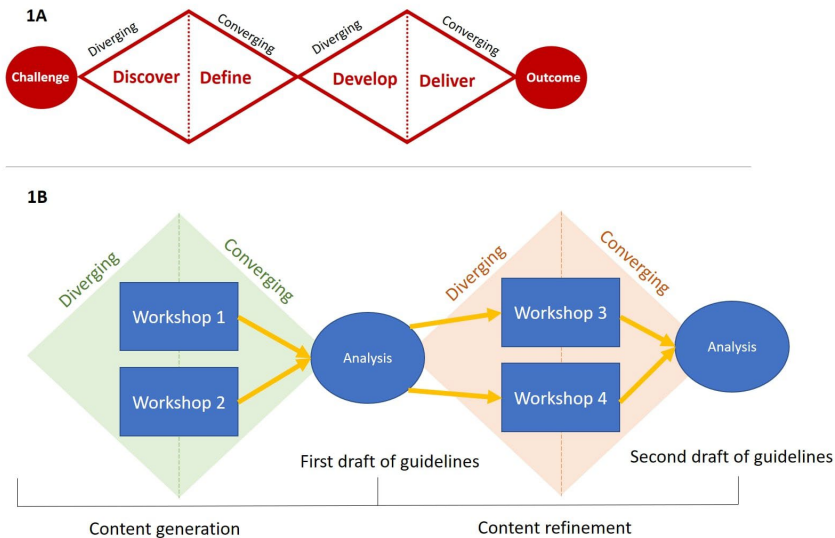 1A
Diverging
Converging
Diverging
Converging
Challenge
Discover
Define
Develop
Deliver
Outcome
1B
Diverging
Converging
Diverging
Converging
Workshop 1
Workshop 3
Analysis
Analysis
Workshop 2
Workshop 4
First draft of guidelines
Second draft of guidelines
Content generation
Content refinement